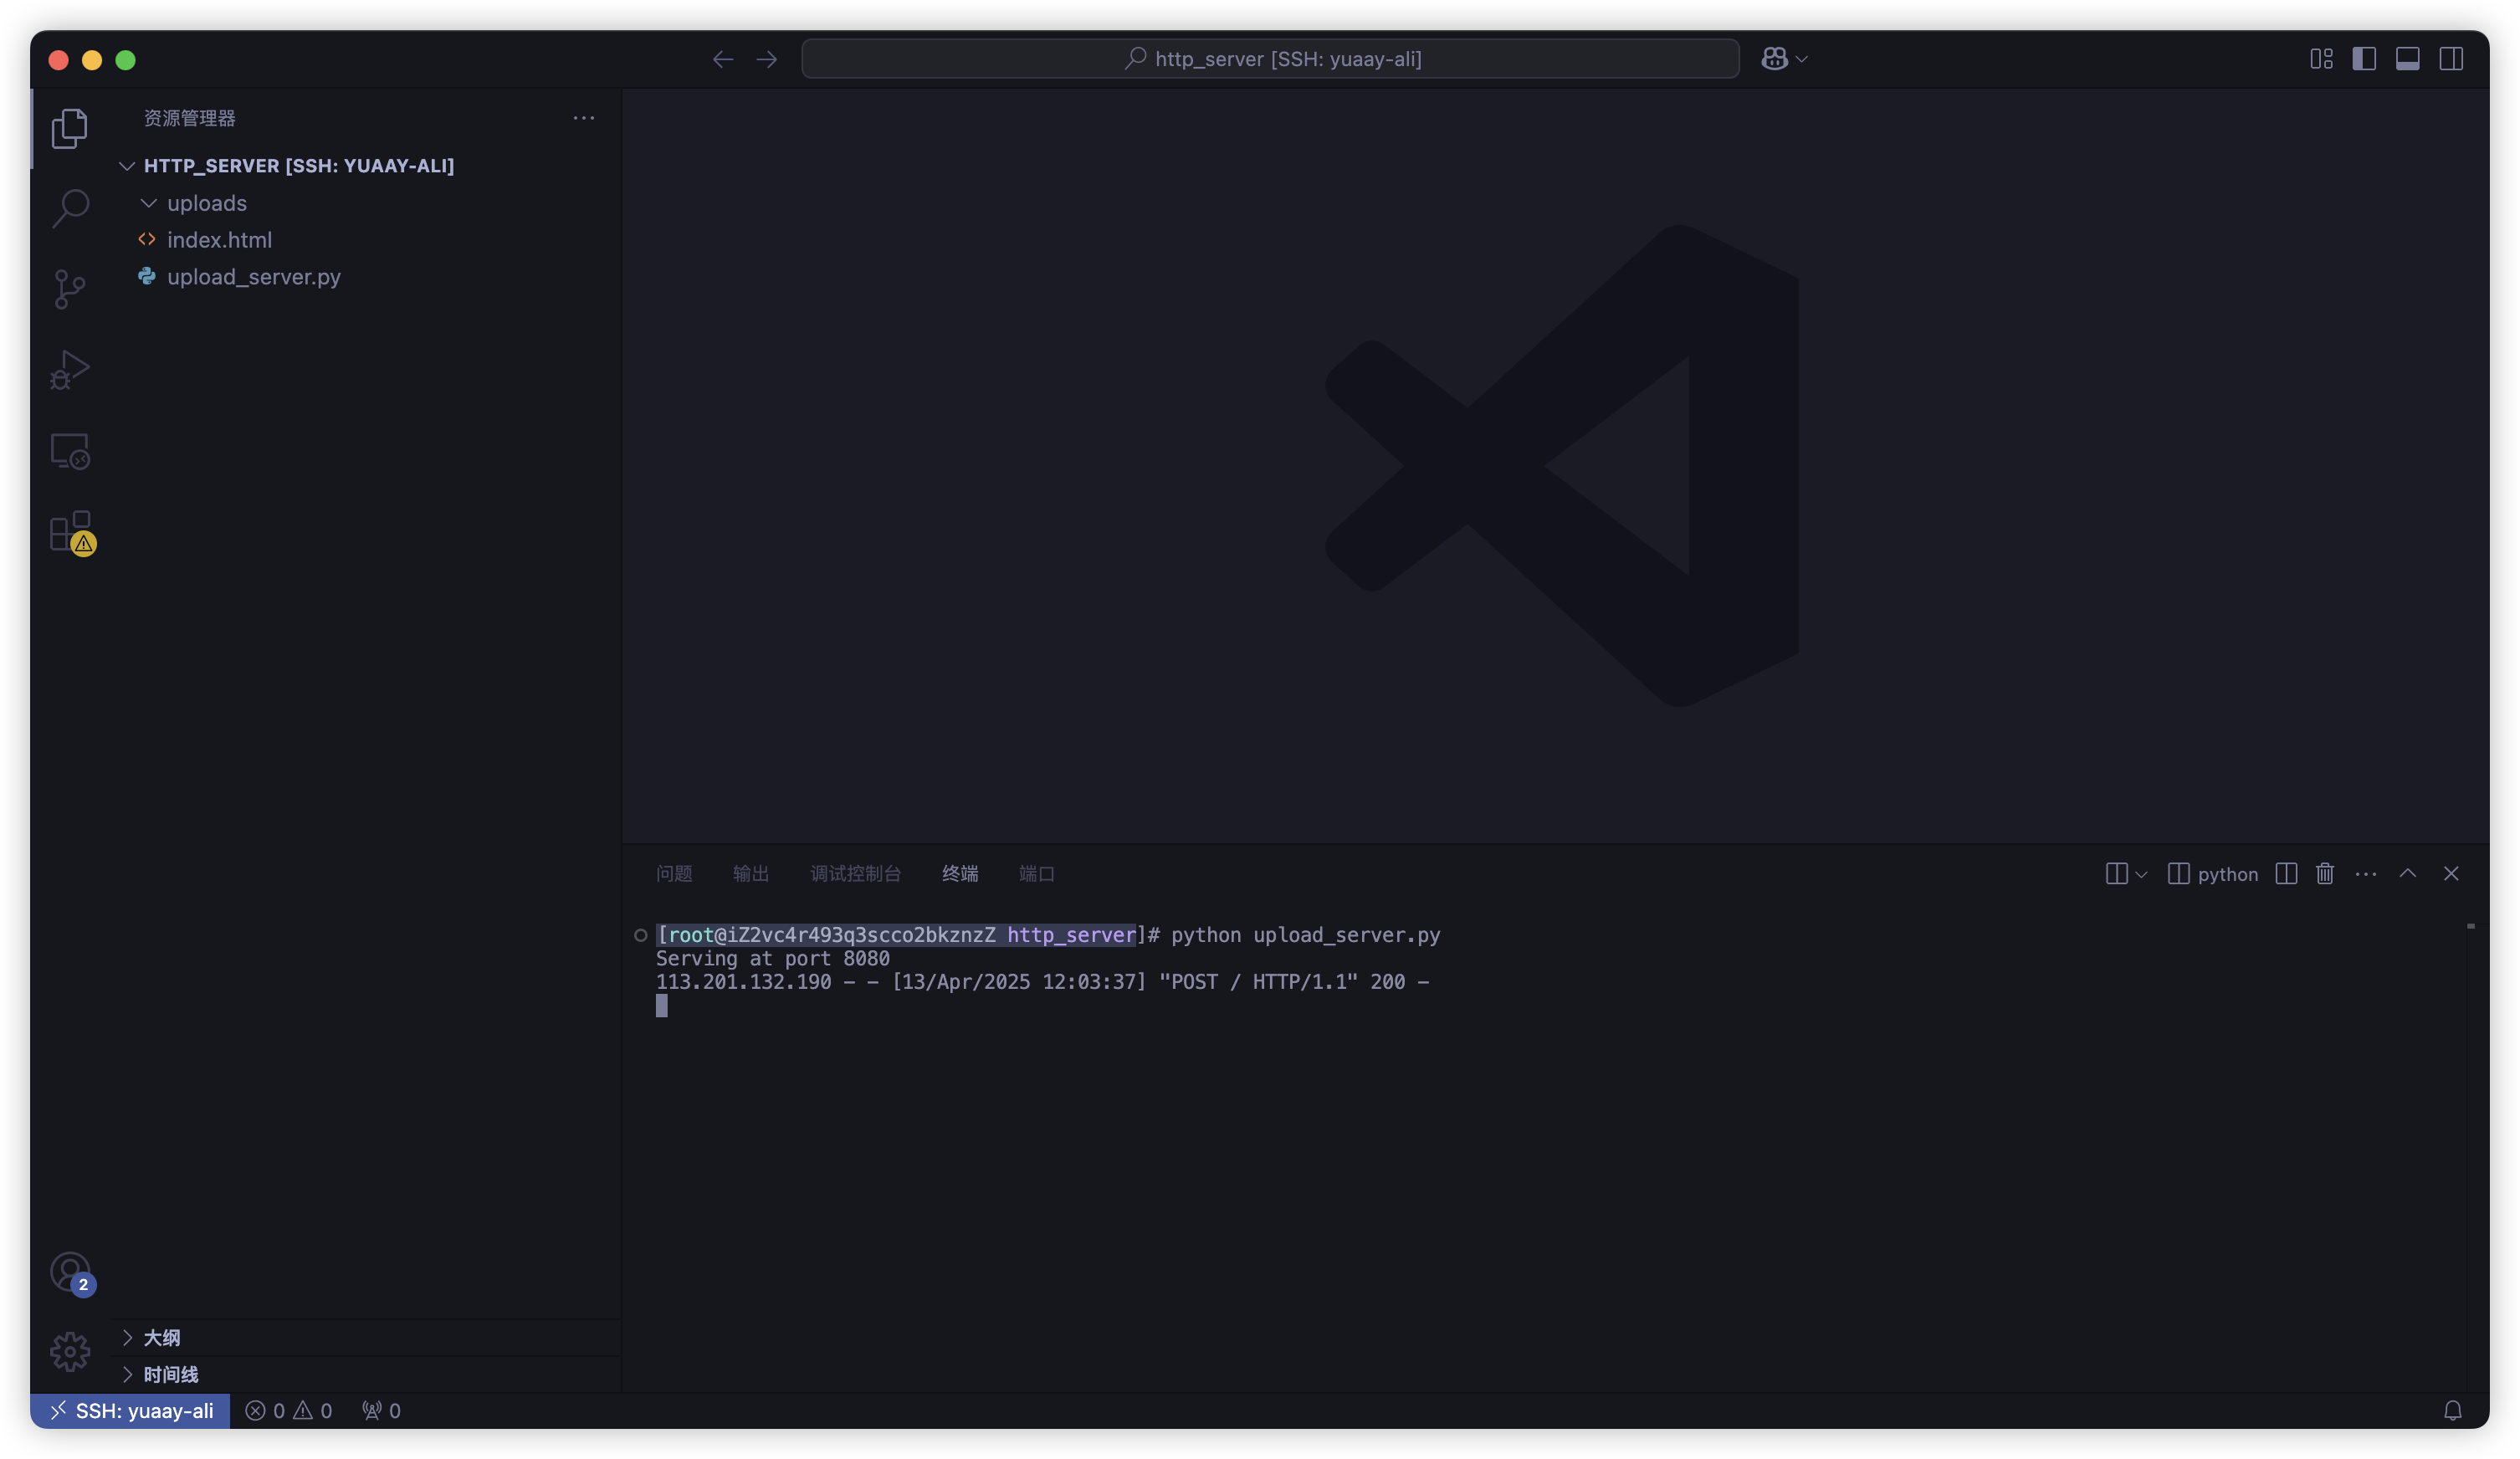 http_server [SSH: yuaay-ali]
资源管理器
HTTP_SERVER [SSH: YUAAY-ALI]
uploads
index.html
upload_server.py
问题 输出 调试控制台 终端 端口
python
[root@iZ2vc4r493q3scco2bkznzZ http_server]# python upload_server.py
Serving at port 8080
113.201.132.190 - - [13/Apr/2025 12:03:37] "POST / HTTP/1.1" 200 -
2
大纲
时间线
SSH: yuaay-ali 0 0 0